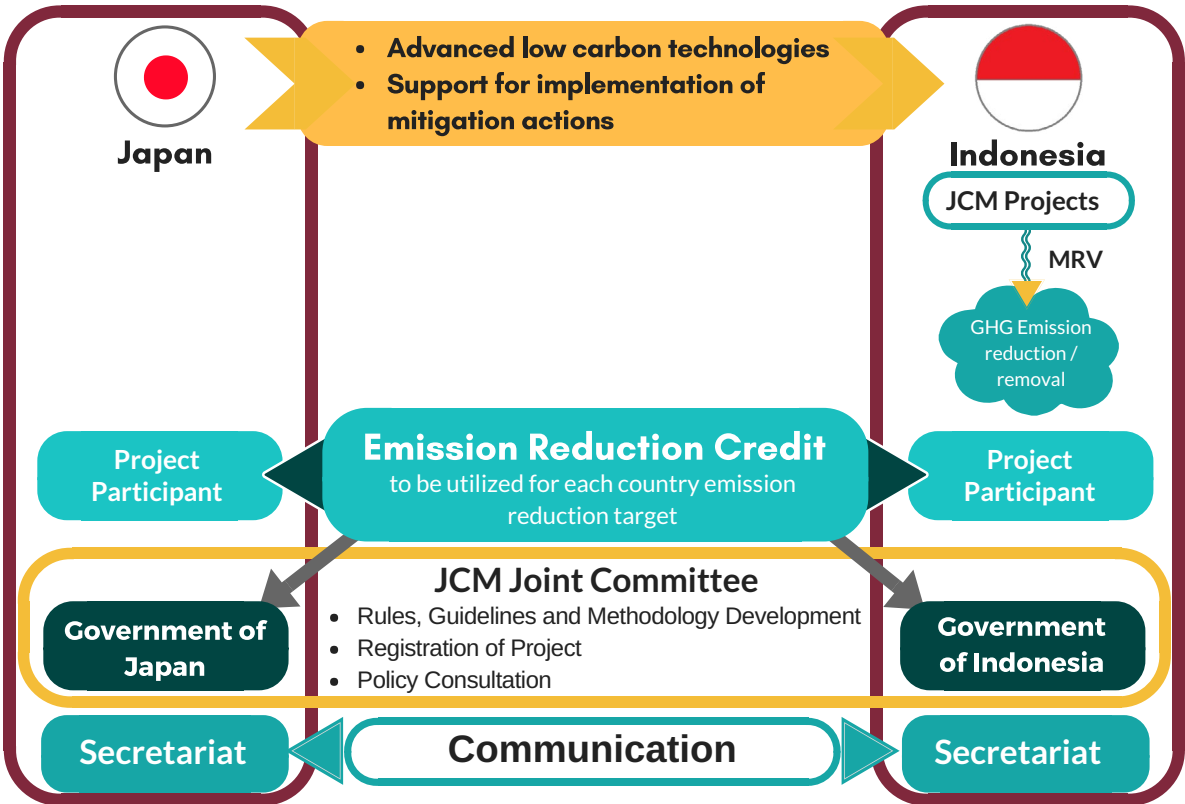 • Advanced low carbon technologies
• Support for implementation of
mitigation actions
Japan
Indonesia
JCM Projects
MRV
GHG Emission
reduction /
removal
Emission Reduction Credit
to be utilized for each country emission
reduction target
Project
Participant
Project
Participant
JCM Joint Committee
• Rules, Guidelines and Methodology Development
• Registration of Project
• Policy Consultation
Government of
Japan
Government
of Indonesia
Secretariat
Communication
Secretariat